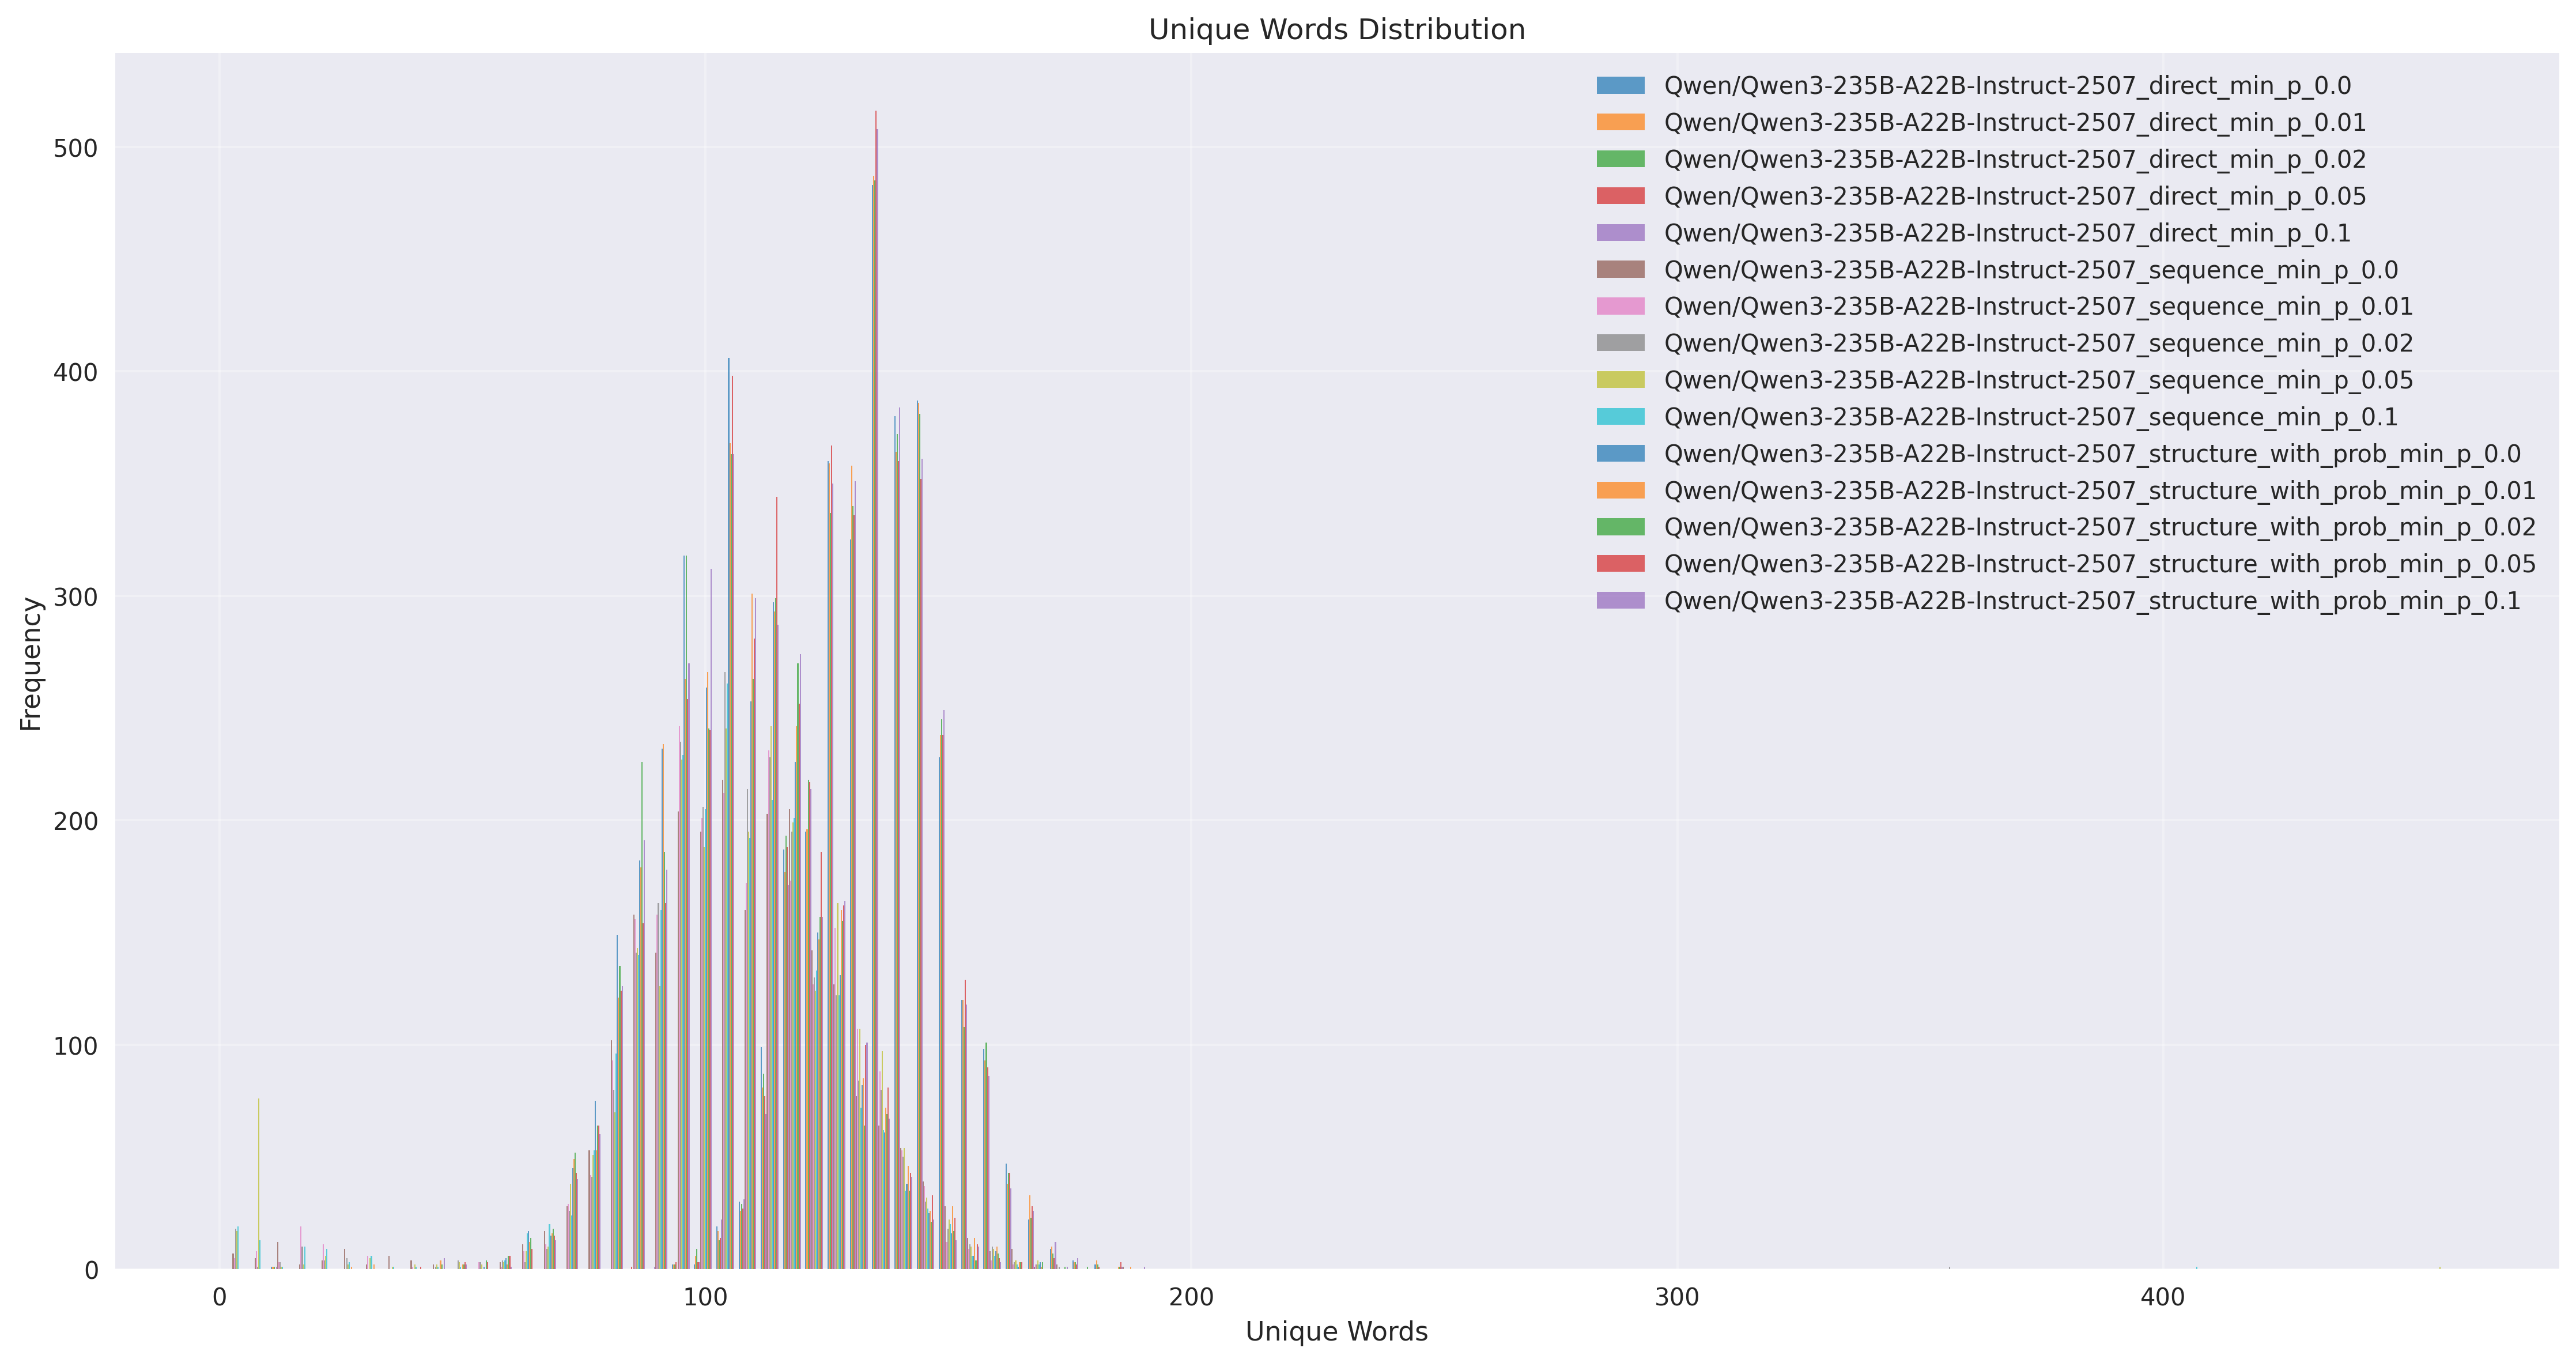 Unique Words Distribution
Qwen/Qwen3-235B-A22B-Instruct-2507_direct_min_p_0.0
Qwen/Qwen3-235B-A22B-Instruct-2507_direct_min_p_0.01
Qwen/Qwen3-235B-A22B-Instruct-2507_direct_min_p_0.02
Qwen/Qwen3-235B-A22B-Instruct-2507_direct_min_p_0.05
Qwen/Qwen3-235B-A22B-Instruct-2507_direct_min_p_0.1
Qwen/Qwen3-235B-A22B-Instruct-2507_sequence_min_p_0.0
Qwen/Qwen3-235B-A22B-Instruct-2507_sequence_min_p_0.01
Qwen/Qwen3-235B-A22B-Instruct-2507_sequence_min_p_0.02
Qwen/Qwen3-235B-A22B-Instruct-2507_sequence_min_p_0.05
Qwen/Qwen3-235B-A22B-Instruct-2507_sequence_min_p_0.1
Qwen/Qwen3-235B-A22B-Instruct-2507_structure_with_prob_min_p_0.0
Qwen/Qwen3-235B-A22B-Instruct-2507_structure_with_prob_min_p_0.01
Qwen/Qwen3-235B-A22B-Instruct-2507_structure_with_prob_min_p_0.02
Qwen/Qwen3-235B-A22B-Instruct-2507_structure_with_prob_min_p_0.05
Qwen/Qwen3-235B-A22B-Instruct-2507_structure_with_prob_min_p_0.1
Frequency
500
400
300
200
100
0
0 100 200 300 400
Unique Words